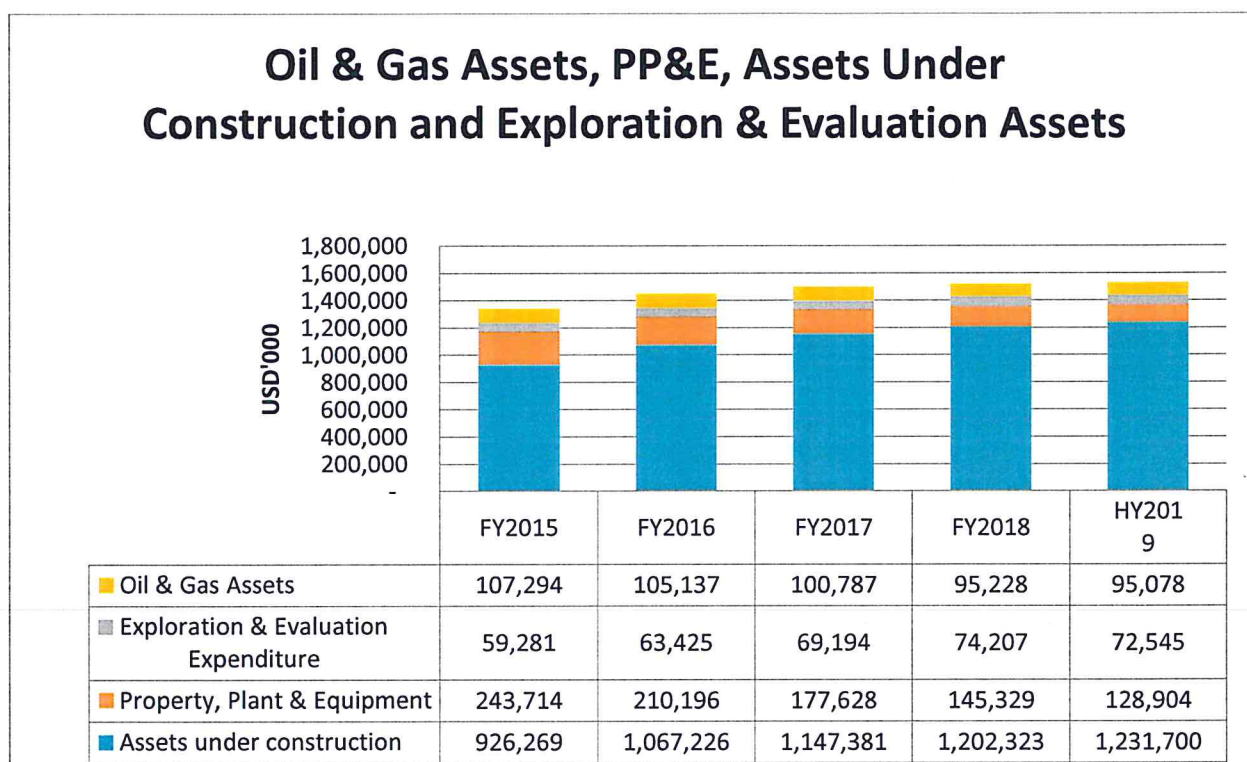 Oil & Gas Assets, PP&E, Assets Under
Construction and Exploration & Evaluation Assets
USD'000
1,800,000
1,600,000
1,400,000
1,200,000
1,000,000
800,000
600,000
400,000
200,000
-
FY2015 FY2016 FY2017 FY2018 HY201
9
Oil & Gas Assets 107,294 105,137 100,787 95,228 95,078
Exploration & Evaluation
Expenditure 59,281 63,425 69,194 74,207 72,545
Property, Plant & Equipment 243,714 210,196 177,628 145,329 128,904
Assets under construction 926,269 1,067,226 1,147,381 1,202,323 1,231,700